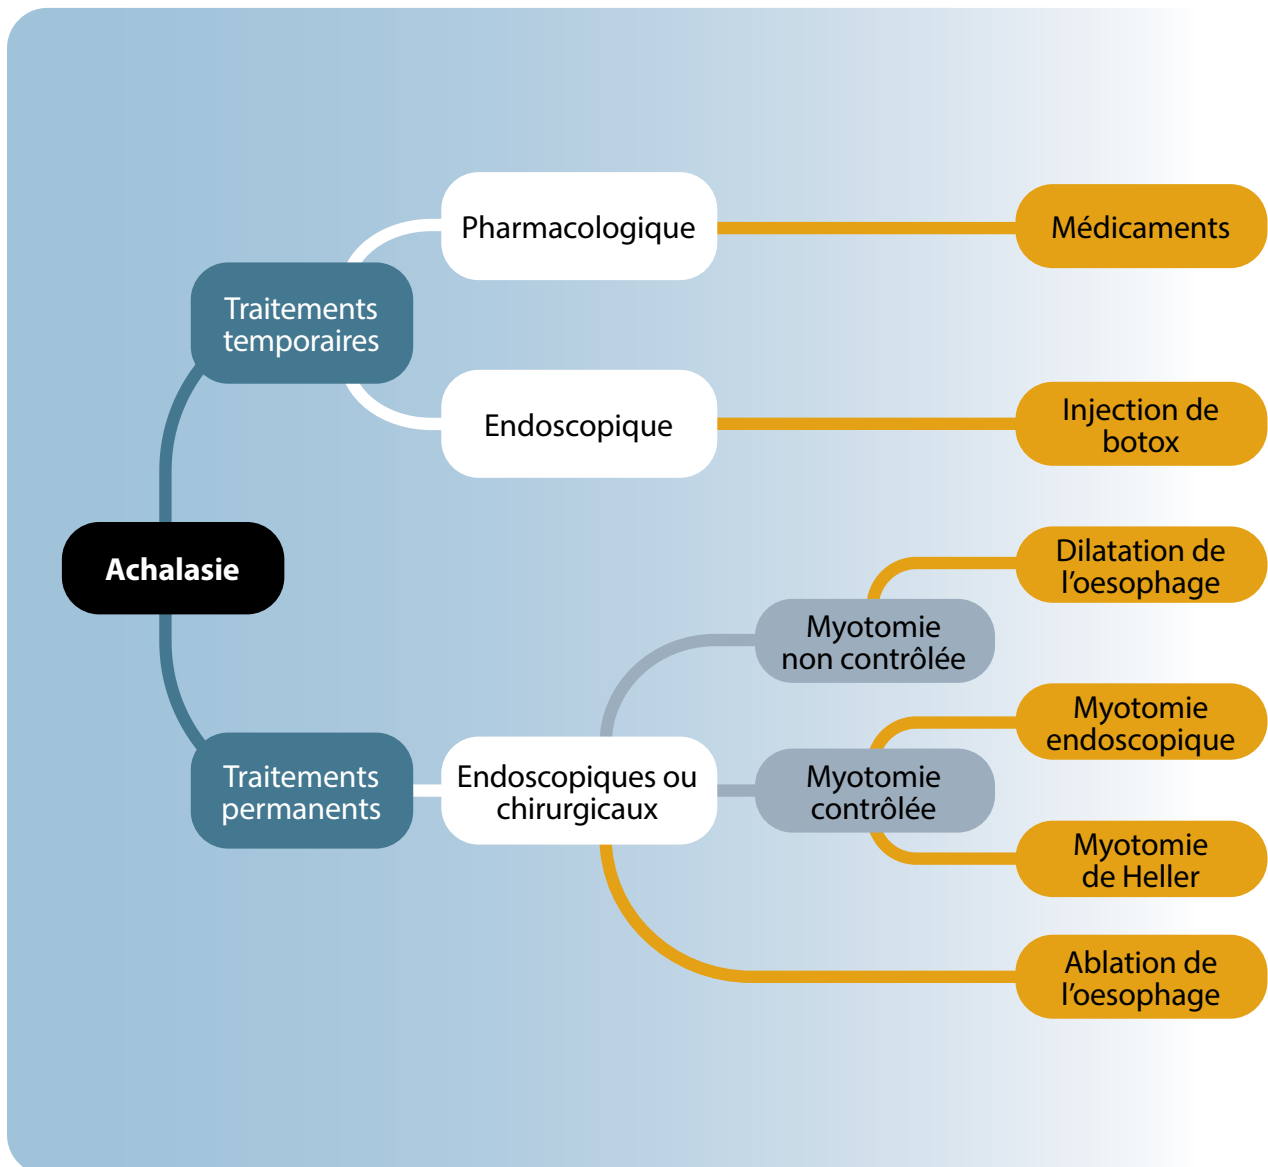 Pharmacologique
Médicaments
Traitements
temporaires
Endoscopique
Injection de
botox
Achalasie
Dilatation de
l’oesophage
Myotomie
non contrôlée
Myotomie
endoscopique
Traitements
permanents
Endoscopiques ou
chirurgicaux
Myotomie
contrôlée
Myotomie
de Heller
Ablation de
l’oesophage